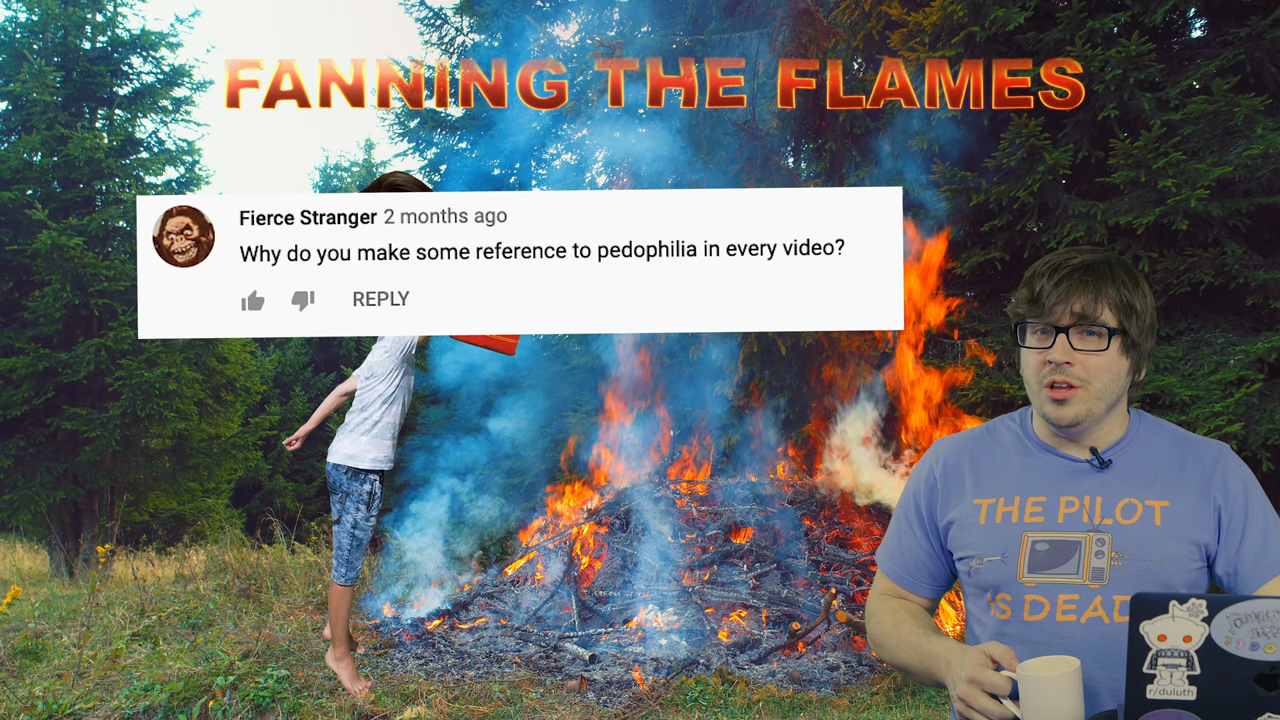 FANNING THE FLAMES
Fierce Stranger 2 months ago
Why do you make some reference to pedophilia in every video?
REPLY
THE PILOT
IS DEAD
r/duluth